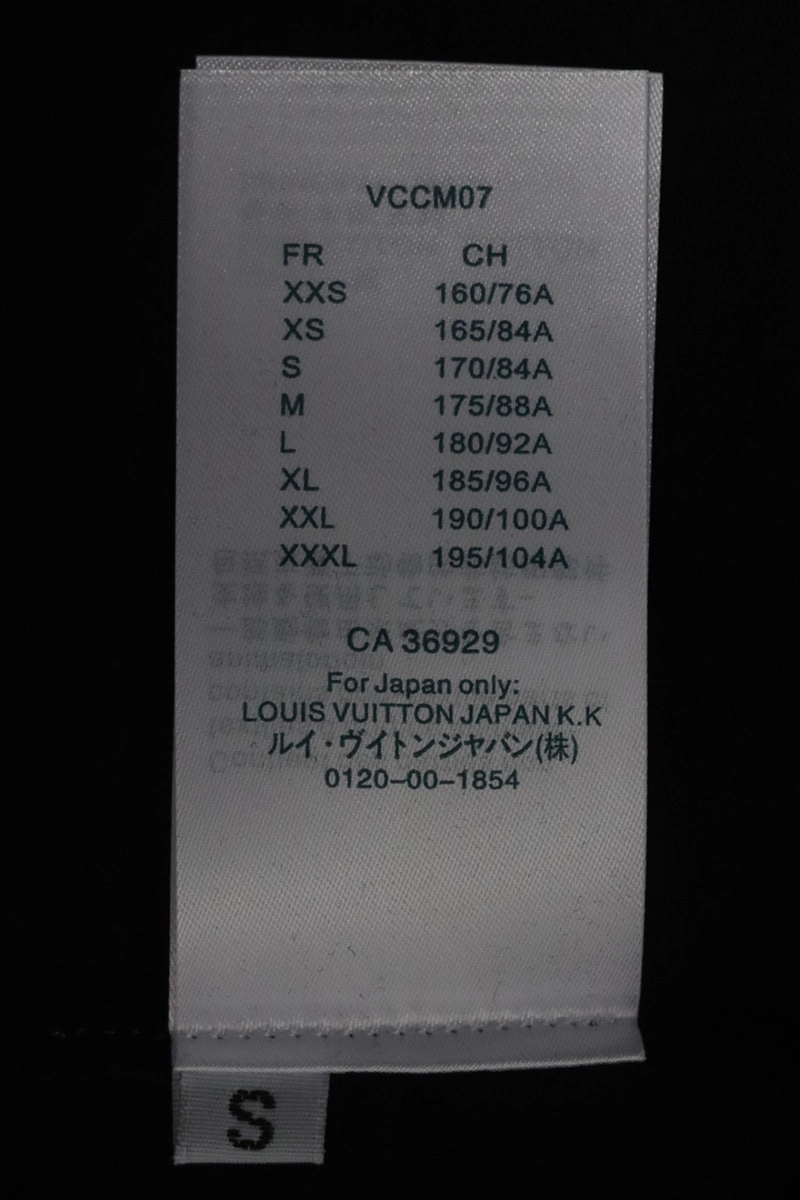 VCCM07
FR CH
XXS 160/76A
XS 165/84A
S 170/84A
M 175/88A
L 180/92A
XL 185/96A
XXL 190/100A
XXXL 195/104A
CA 36929
For Japan only:
LOUIS VUITTON JAPAN K.K
ルイ・ヴイトンジヤパン(株)
0120-00-1854
S